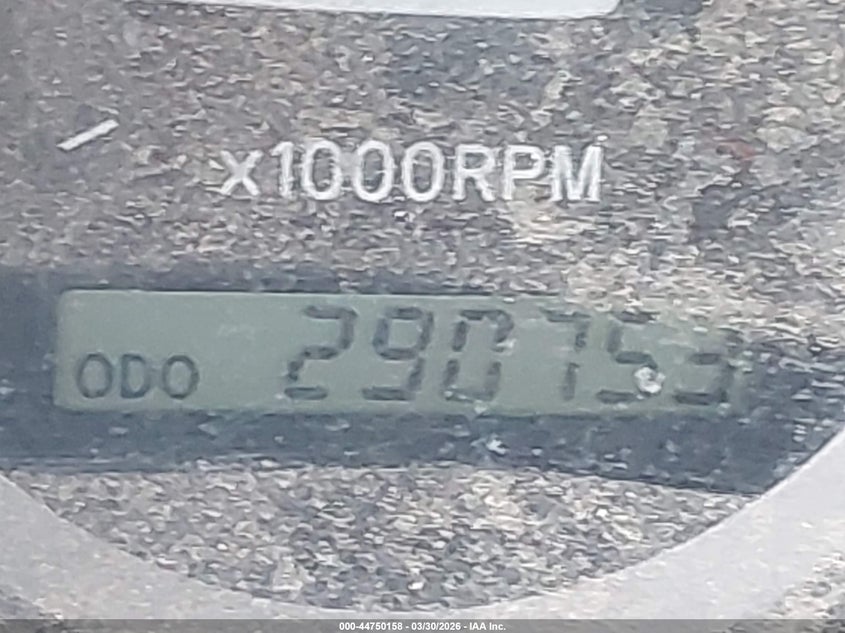 x1000RPM
ODO 290753
000-44750158 - 03/30/2026 - IAA Inc.